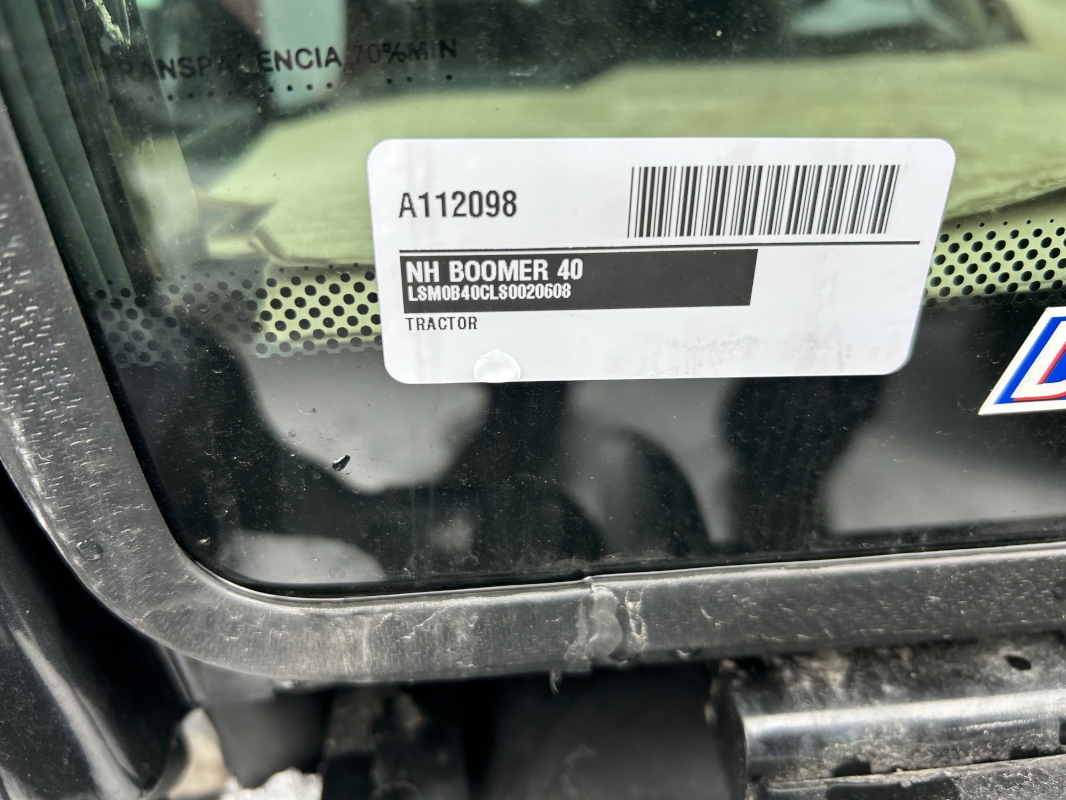 TRANSPARENCIA 70%MIN
A112098
NH BOOMER 40
LSM0B40CLS0020608
TRACTOR